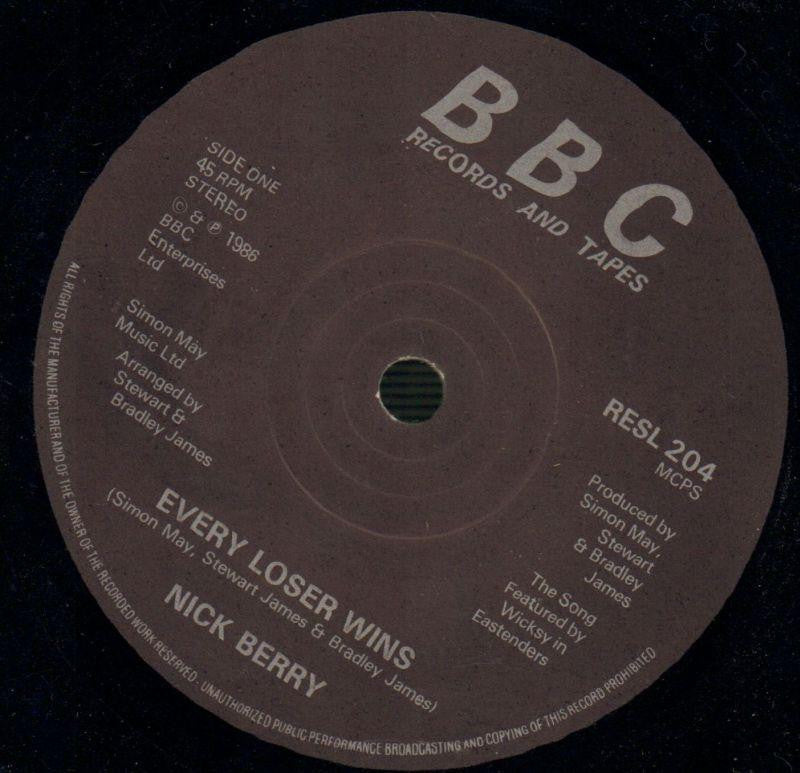 BBC
RECORDS AND TAPES
SIDE ONE
45 RPM
STEREO
© & ℗ 1986
BBC
Enterprises
Ltd
Simon May
Music Ltd
Arranged by
Stewart &
Bradley James
RESL 204
MCPS
Produced by
Simon May,
Stewart
& Bradley
James
The Song
Featured by
Wicksy in
Eastenders
EVERY LOSER WINS
(Simon May, Stewart James & Bradley James)
NICK BERRY
ALL RIGHTS OF THE MANUFACTURER AND OF THE OWNER OF THE RECORDED WORK RESERVED. UNAUTHORIZED PUBLIC PERFORMANCE BROADCASTING AND COPYING OF THIS RECORD PROHIBITED